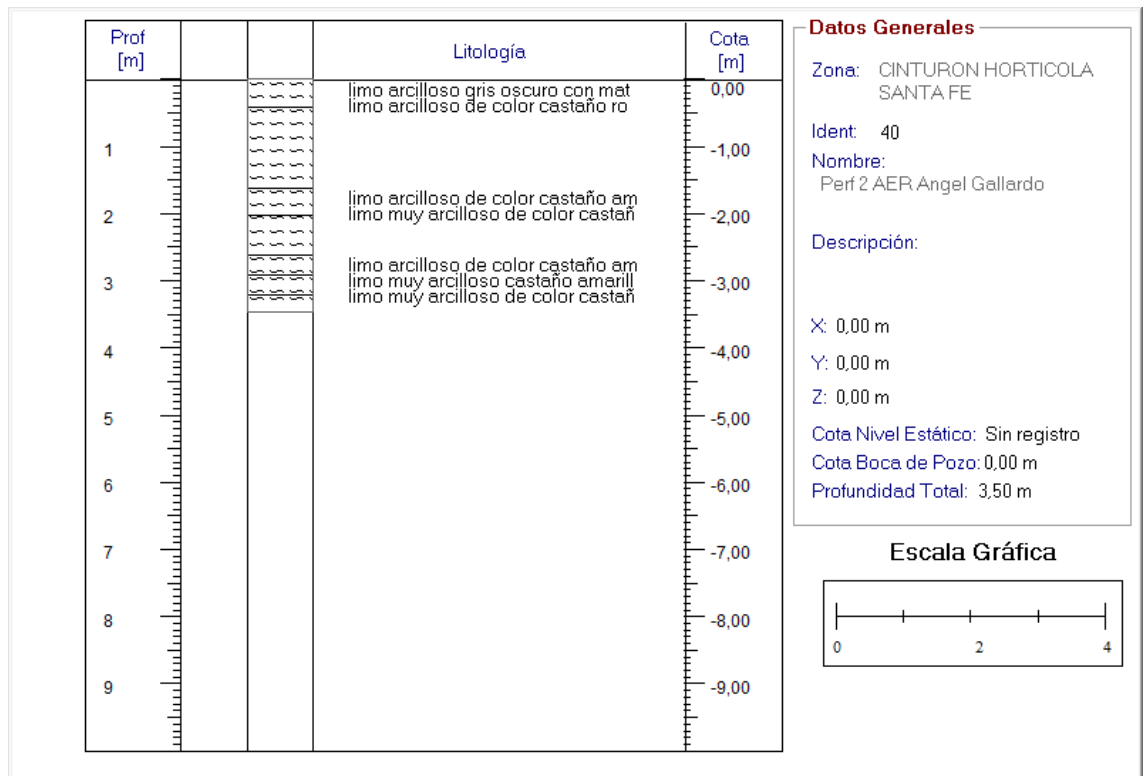 Prof
[m]
Litología
Cota
[m]
limo arcilloso gris oscuro con mat
limo arcilloso de color castaño ro
limo arcilloso de color castaño am
limo muy arcilloso de color castañ
limo arcilloso de color castaño am
limo muy arcilloso castaño amarill
limo muy arcilloso de color castañ
1
2
3
4
5
6
7
8
9
0,00
-1,00
-2,00
-3,00
-4,00
-5,00
-6,00
-7,00
-8,00
-9,00
Datos Generales
Zona: CINTURON HORTICOLA
SANTA FE
Ident: 40
Nombre:
Perf 2 AER Angel Gallardo
Descripción:
X: 0,00 m
Y: 0,00 m
Z: 0,00 m
Cota Nivel Estático: Sin registro
Cota Boca de Pozo: 0,00 m
Profundidad Total: 3,50 m
Escala Gráfica
0 2 4